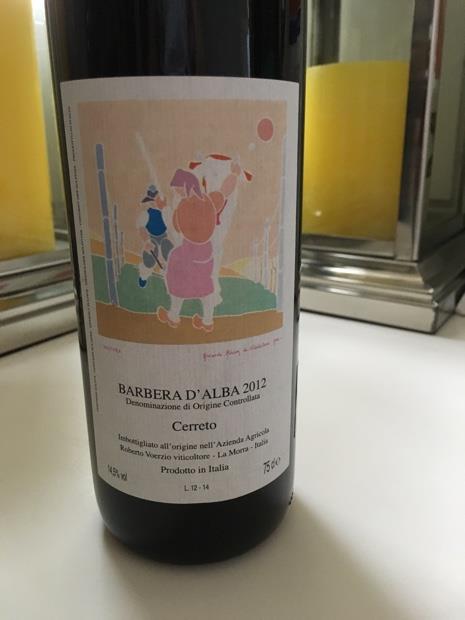 BARBERA D'ALBA 2012
Denominazione di Origine Controllata
Cerreto
Imbottigliato all'origine nell'Azienda Agricola
Roberto Voerzio viticoltore - La Morra - Italia
Prodotto in Italia
14,5% vol
75 cl e
L. 12 - 14